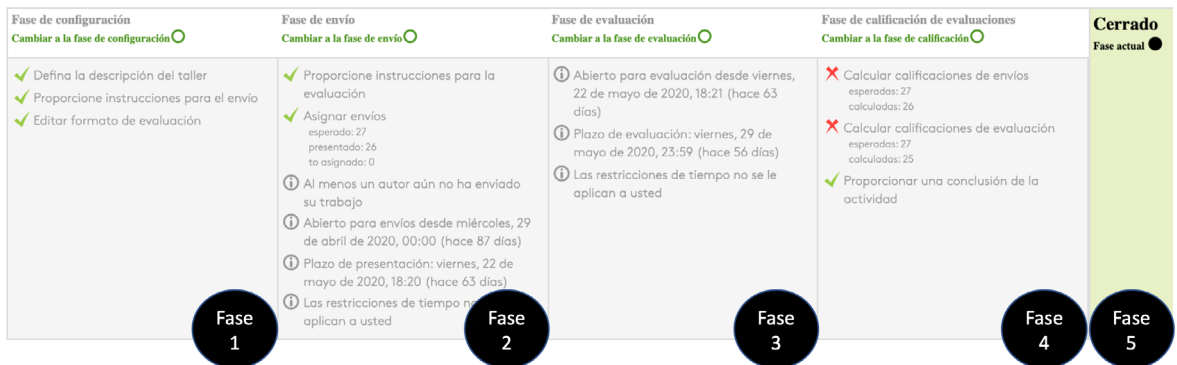 Fase de configuración
Cambiar a la fase de configuración
Defina la descripción del taller
Proporcione instrucciones para el envío
Editar formato de evaluación
Fase
1
Fase de envío
Cambiar a la fase de envío
Proporcione instrucciones para la
evaluación
Asignar envíos
esperado: 27
presentado: 26
to asignado: 0
Al menos un autor aún no ha enviado
su trabajo
Abierto para envíos desde miércoles, 29
de abril de 2020, 00:00 (hace 87 días)
Plazo de presentación: viernes, 22 de
mayo de 2020, 18:20 (hace 63 días)
Las restricciones de tiempo
aplican a usted
Fase
2
Fase de evaluación
Cambiar a la fase de evaluación
Abierto para evaluación desde viernes,
22 de mayo de 2020, 18:21 (hace 63
días)
Plazo de evaluación: viernes, 29 de
mayo de 2020, 23:59 (hace 56 días)
Las restricciones de tiempo no se le
aplican a usted
Fase
3
Fase de calificación de evaluaciones
Cambiar a la fase de calificación
Calcular calificaciones de envíos
esperadas: 27
calculadas: 26
Calcular calificaciones de evaluación
esperadas: 27
calculadas: 25
Proporcionar una conclusión de la
actividad
Fase
4
Cerrado
Fase actual
Fase
5